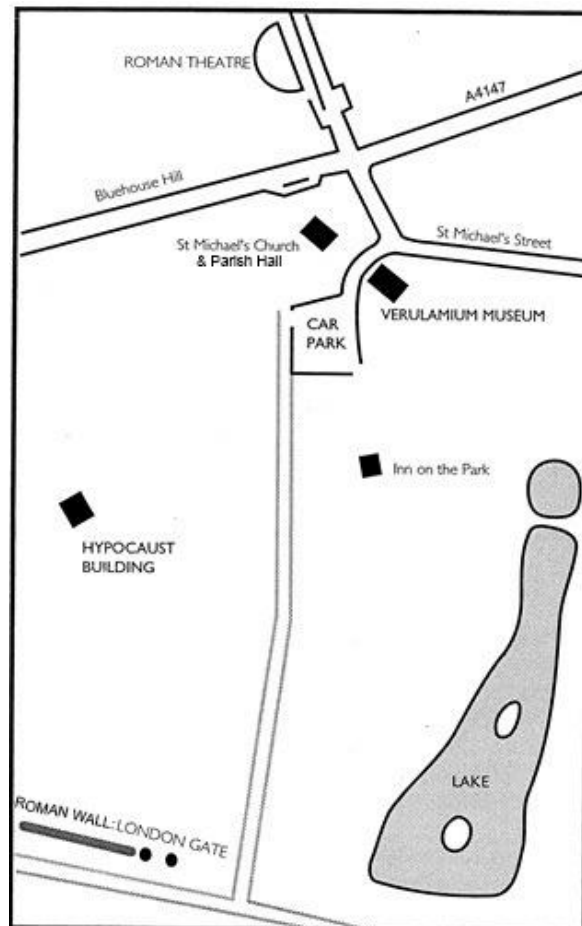 ROMAN THEATRE
A4147
Bluehouse Hill
St Michael's Church
& Parish Hall
St Michael's Street
VERULAMIUM MUSEUM
CAR
PARK
Inn on the Park
HYPOCAUST
BUILDING
LAKE
ROMAN WALL:LONDON GATE